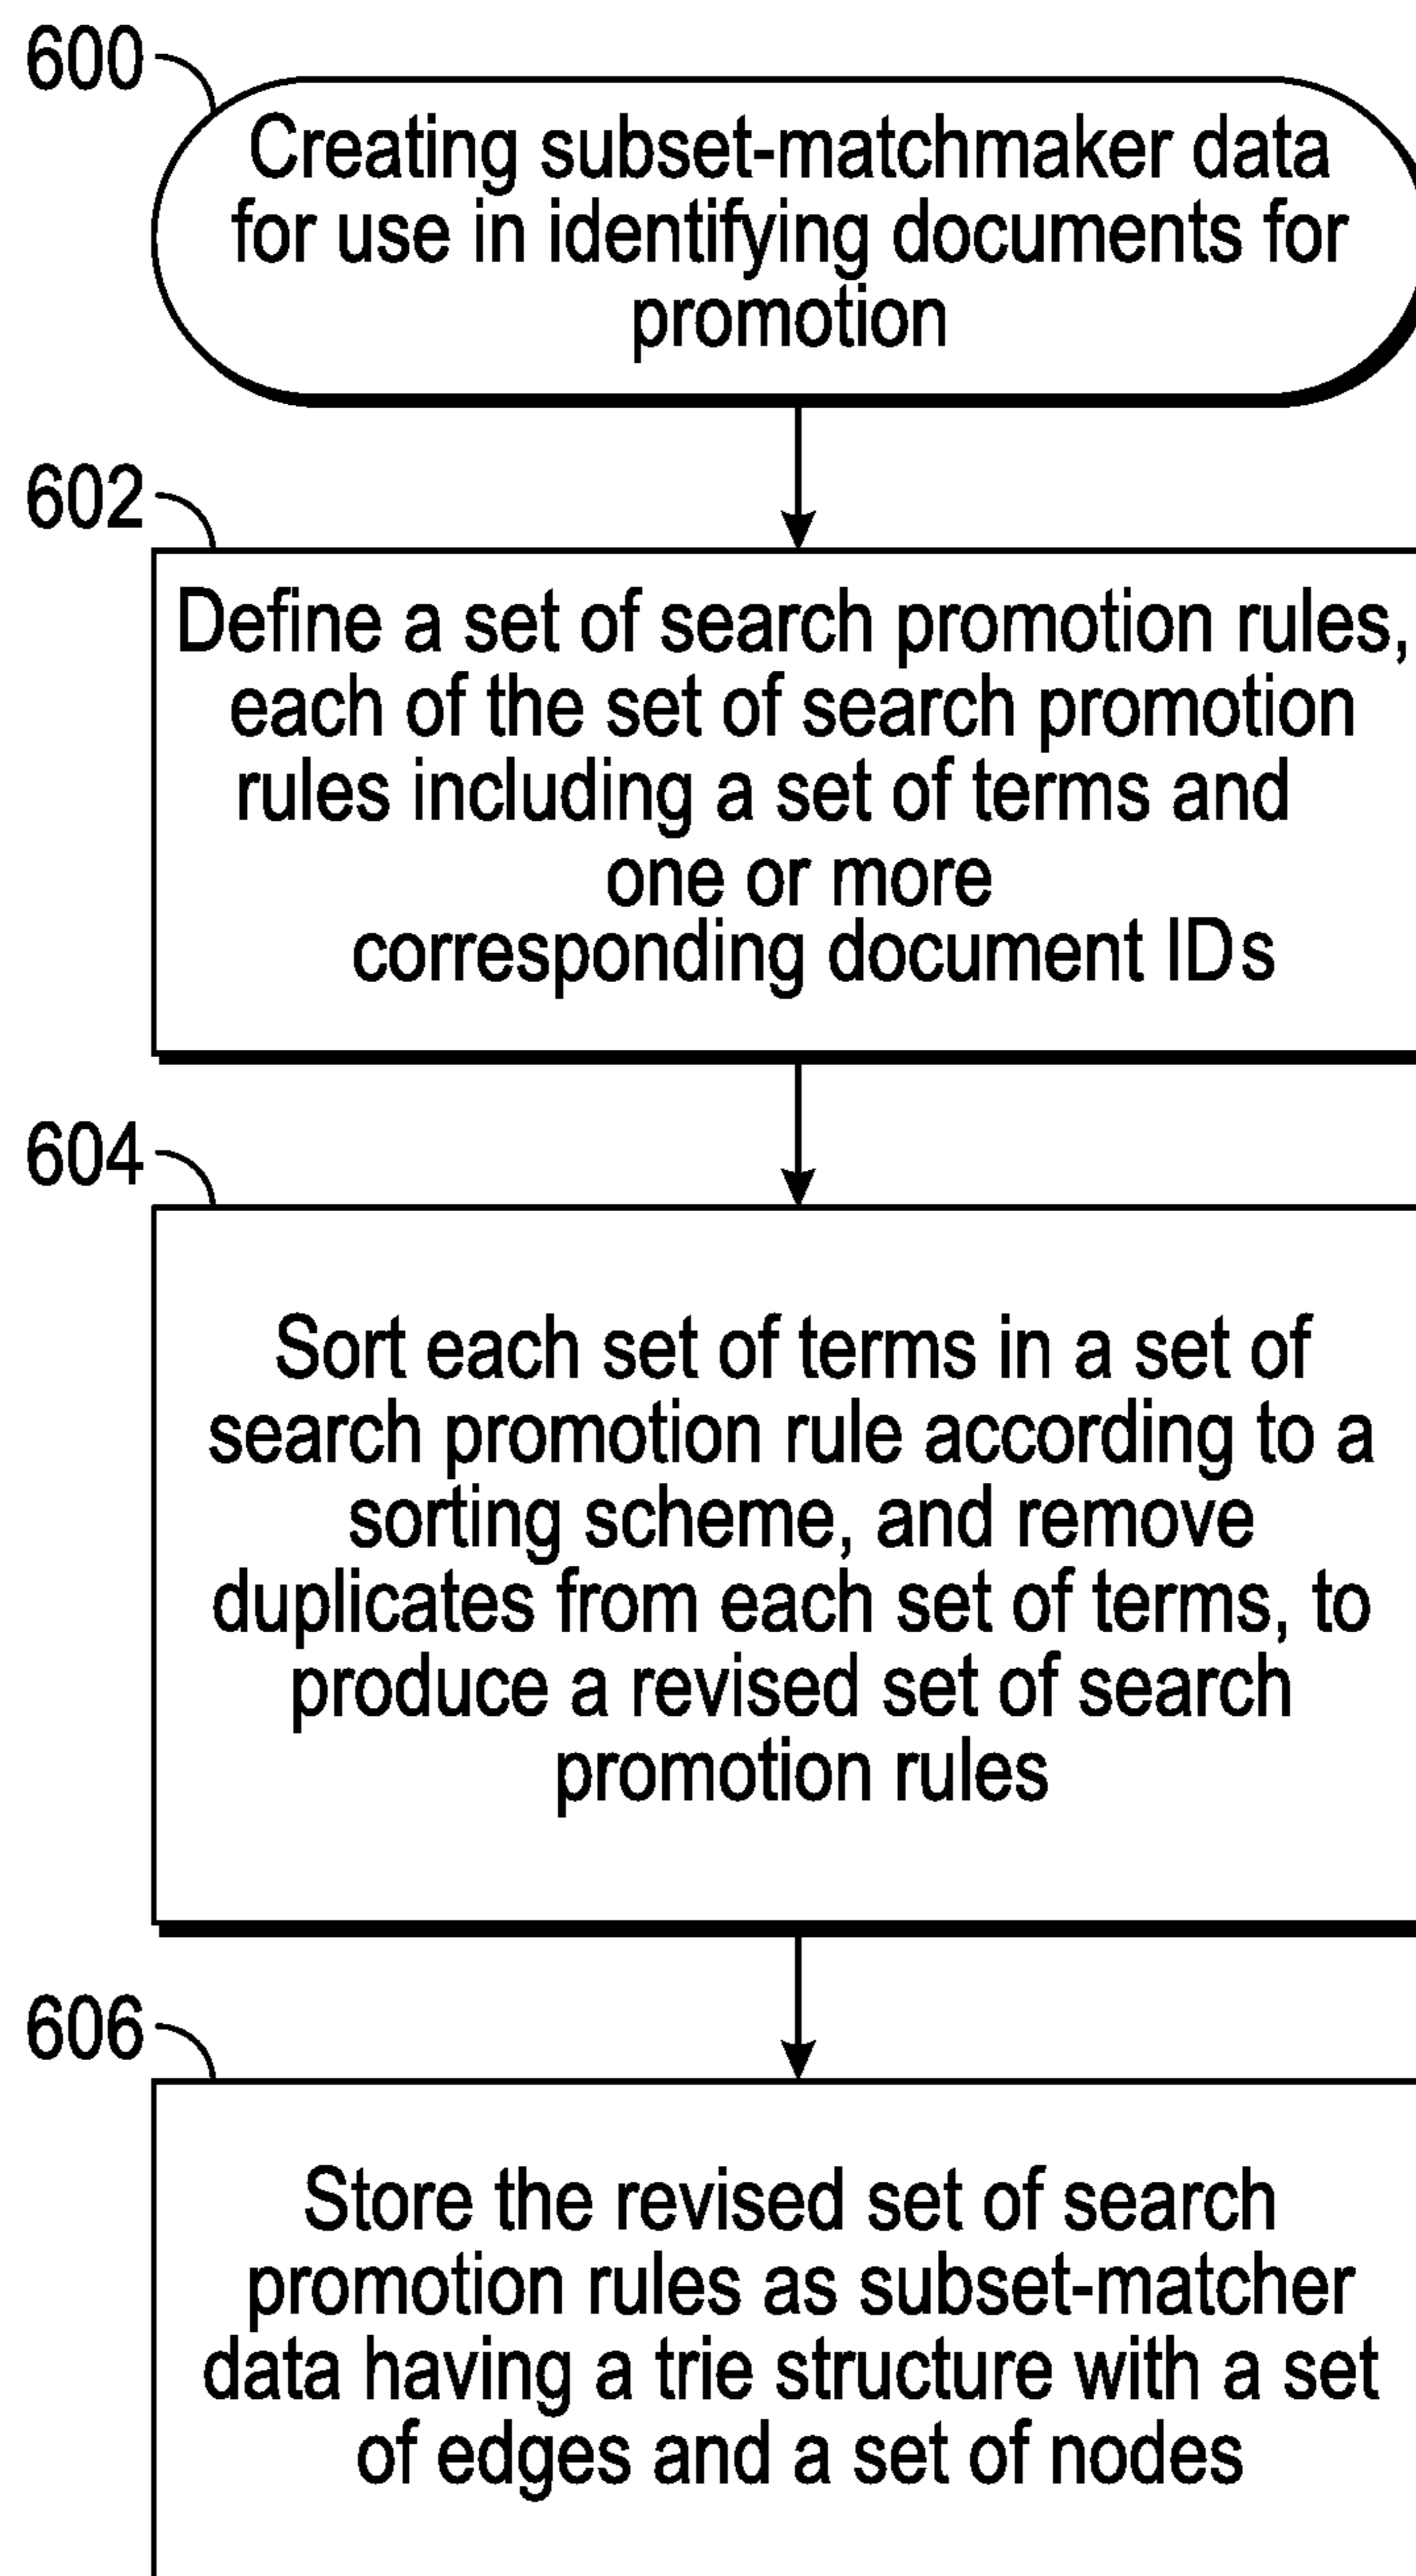 600
Creating subset-matchmaker data
for use in identifying documents for
promotion
602
Define a set of search promotion rules,
each of the set of search promotion
rules including a set of terms and
one or more
corresponding document IDs
604
Sort each set of terms in a set of
search promotion rule according to a
sorting scheme, and remove
duplicates from each set of terms, to
produce a revised set of search
promotion rules
606
Store the revised set of search
promotion rules as subset-matcher
data having a trie structure with a set
of edges and a set of nodes